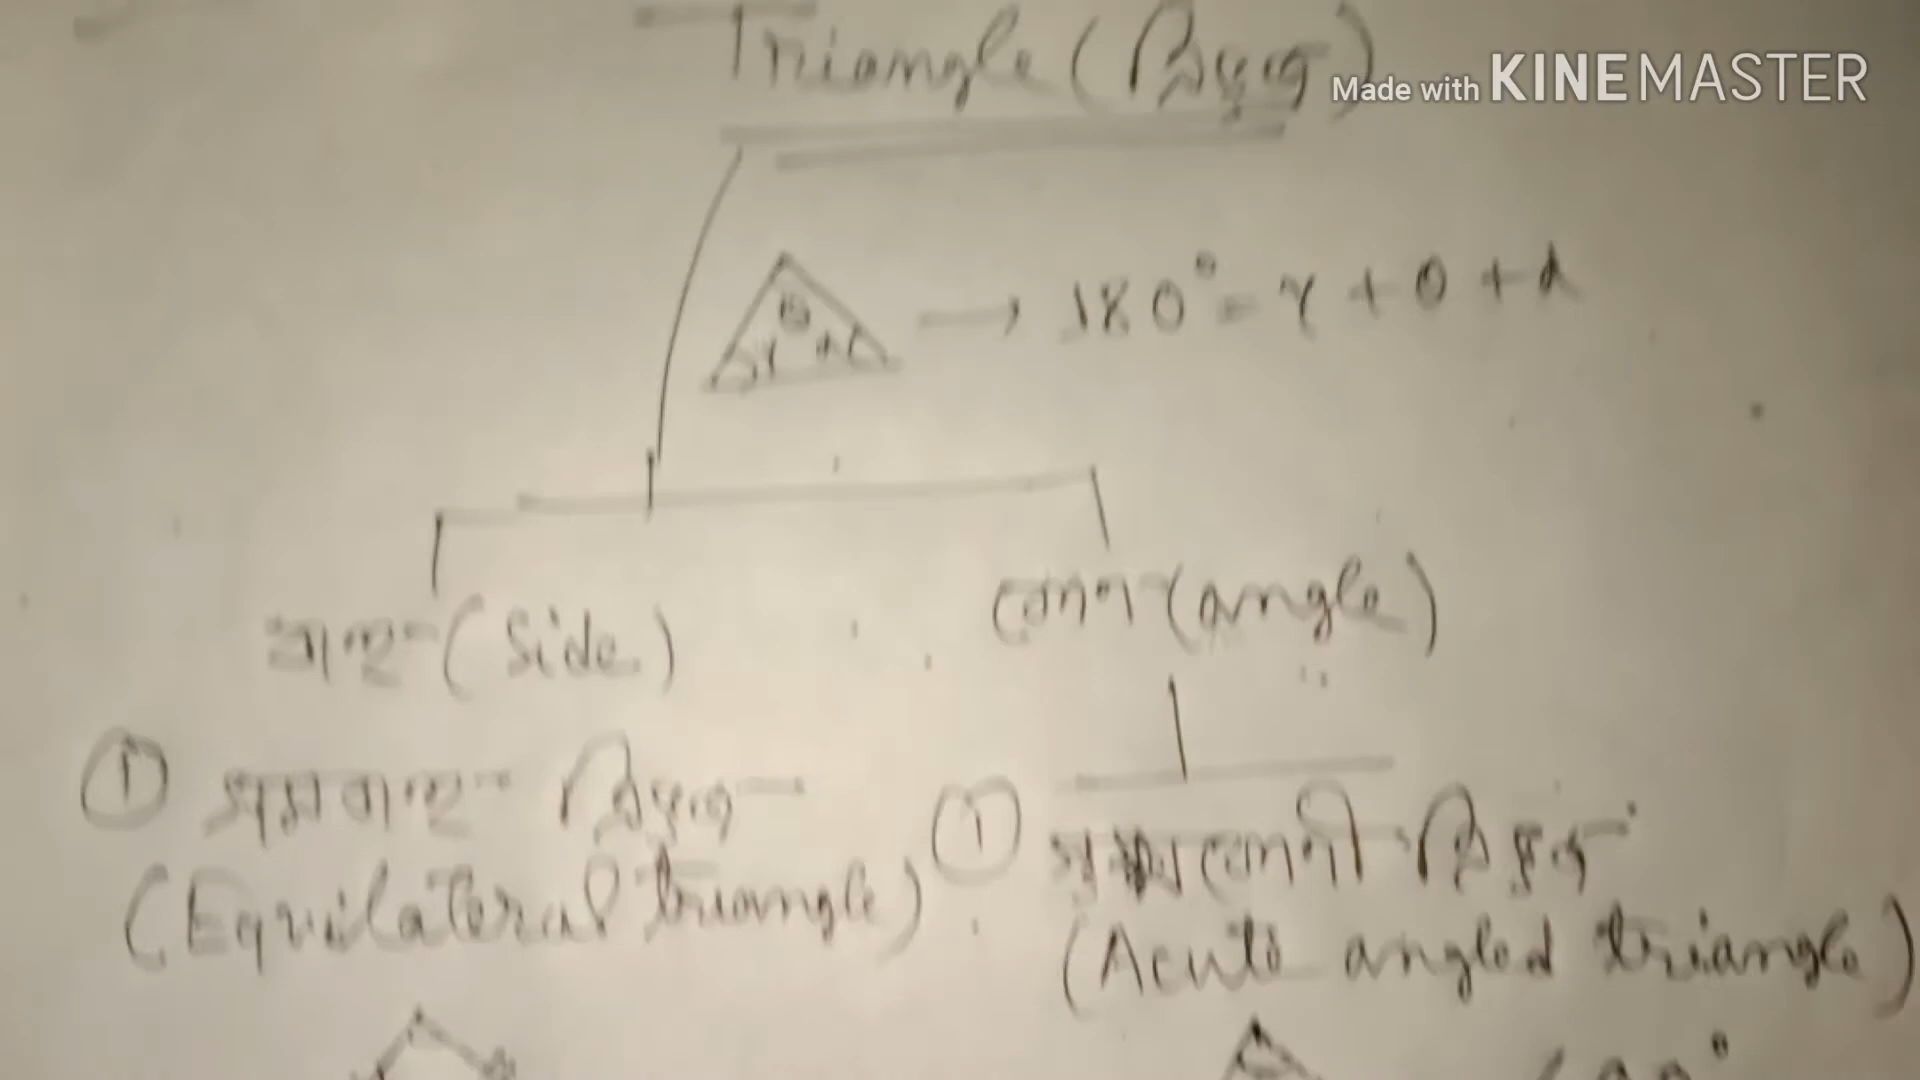 Triangle (ত্রিভুজ)
Made with KINEMASTER
θ
γ α
→ 180° = γ + θ + α
বাহু (Side)
কোণ (angle)
① সমবাহু ত্রিভুজ
(Equilateral triangle)
① সূক্ষ্মকোণী ত্রিভুজ
(Acute angled triangle)